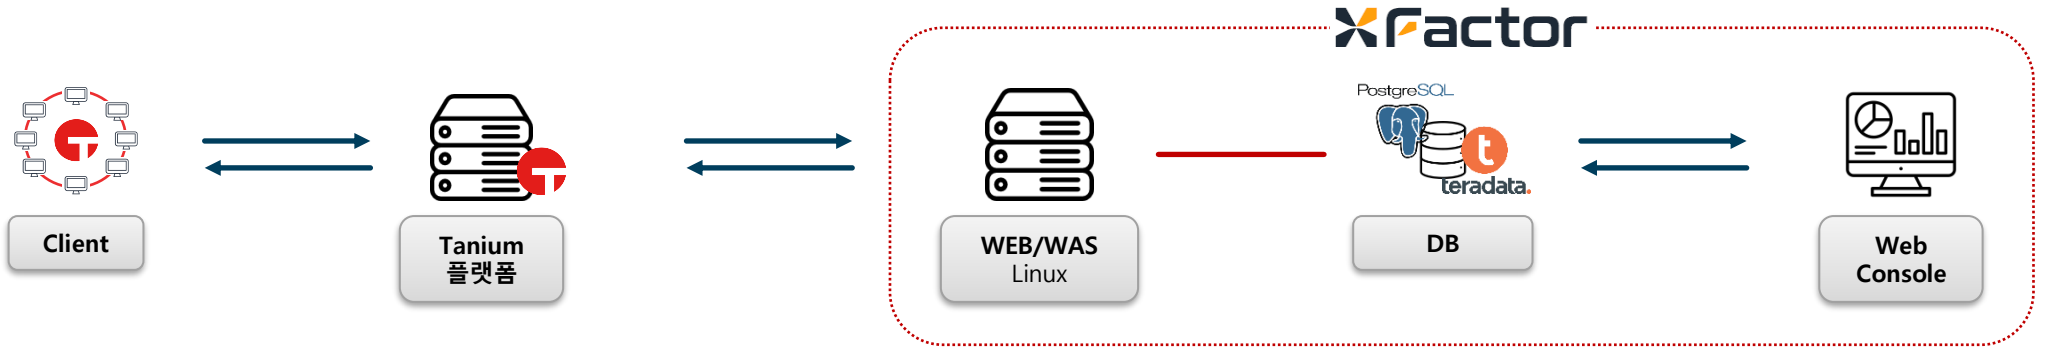 XFactor
PostgreSQL
teradata.
Client
Tanium
플랫폼
WEB/WAS
Linux
DB
Web
Console